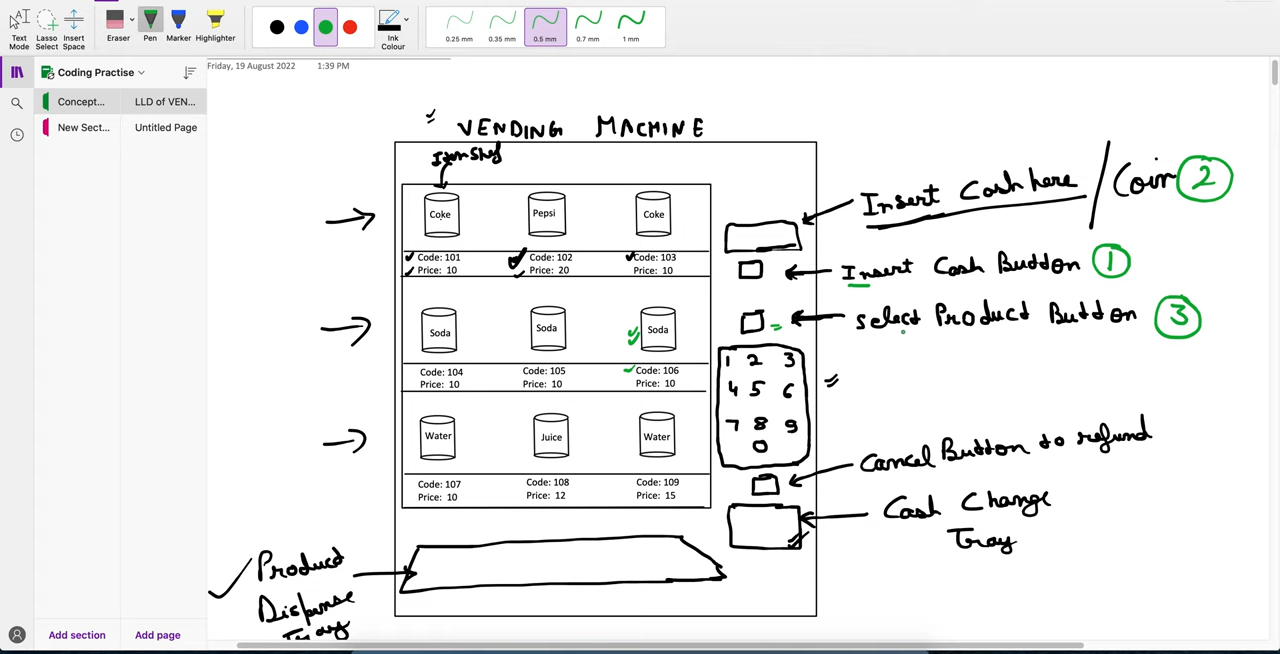 Text
Mode
Lasso
Select
Insert
Space
Eraser
Pen
Marker
Highlighter
Ink
Colour
0.25 mm
0.35 mm
0.5 mm
0.7 mm
1 mm
Coding Practise
Concept...
LLD of VEN...
New Sect...
Untitled Page
Add section
Add page
Friday, 19 August 2022 1:39 PM
VENDING MACHINE
ItemShelf
Coke
Pepsi
Coke
Code: 101
Price: 10
Code: 102
Price: 20
Code: 103
Price: 10
Soda
Soda
Soda
Code: 104
Price: 10
Code: 105
Price: 10
Code: 106
Price: 10
Water
Juice
Water
Code: 107
Price: 10
Code: 108
Price: 12
Code: 109
Price: 15
Insert Cash here / Coin 2
Insert Cash Button 1
Select Product Button 3
1 2 3
4 5 6
7 8 9
0
Cancel Button to refund
Cash Change
Tray
Product
Dispense
Tray